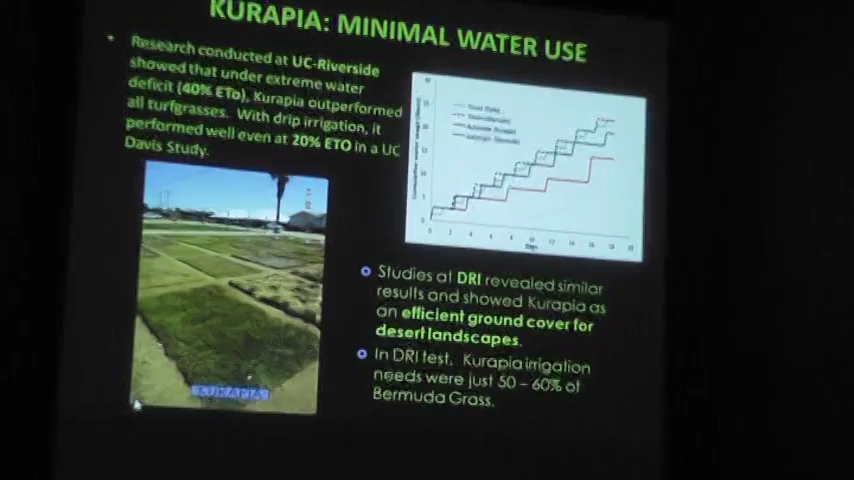 KURAPIA: MINIMAL WATER USE
Research conducted at UC-Riverside
showed that under extreme water
deficit (40% ETo), Kurapia outperformed
all turfgrasses. With drip irrigation, it
performed well even at 20% ETO in a UC
Davis Study.
Days
KURAPIA
Studies at DRI revealed similar
results and showed Kurapia as
an efficient ground cover for
desert landscapes.
In DRI test. Kurapia irrigation
needs were just 50 – 60% of
Bermuda Grass.